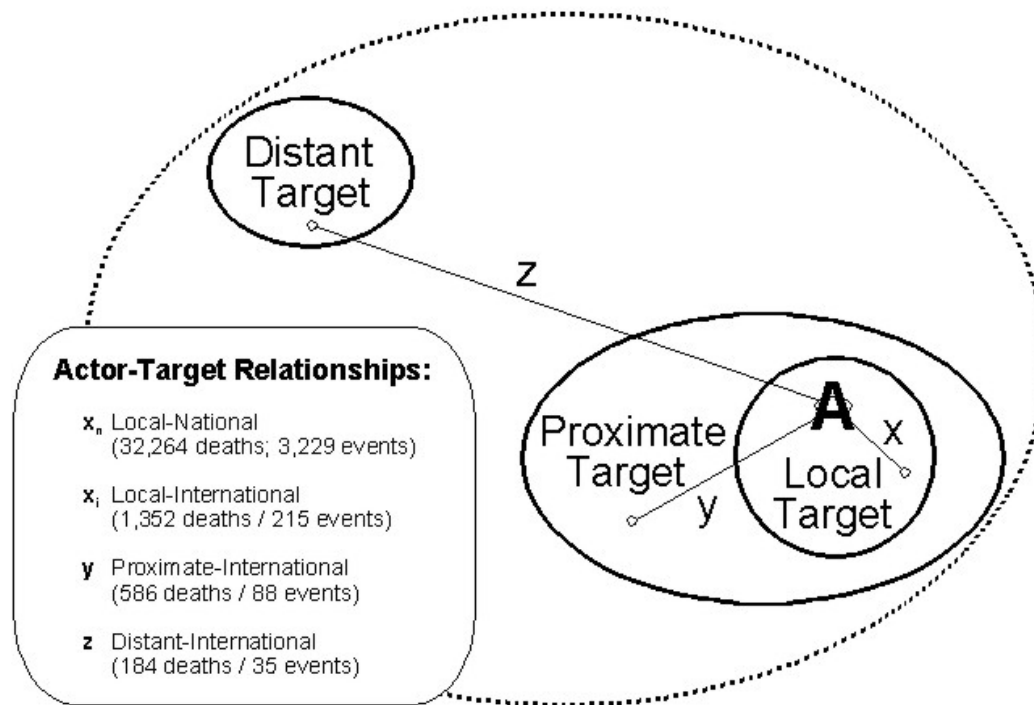 Distant
Target
z
A
x
Proximate
Target
Local
Target
y
Actor-Target Relationships:
xₙ Local-National
(32,264 deaths; 3,229 events)
xᵢ Local-International
(1,352 deaths / 215 events)
y Proximate-International
(586 deaths / 88 events)
z Distant-International
(184 deaths / 35 events)